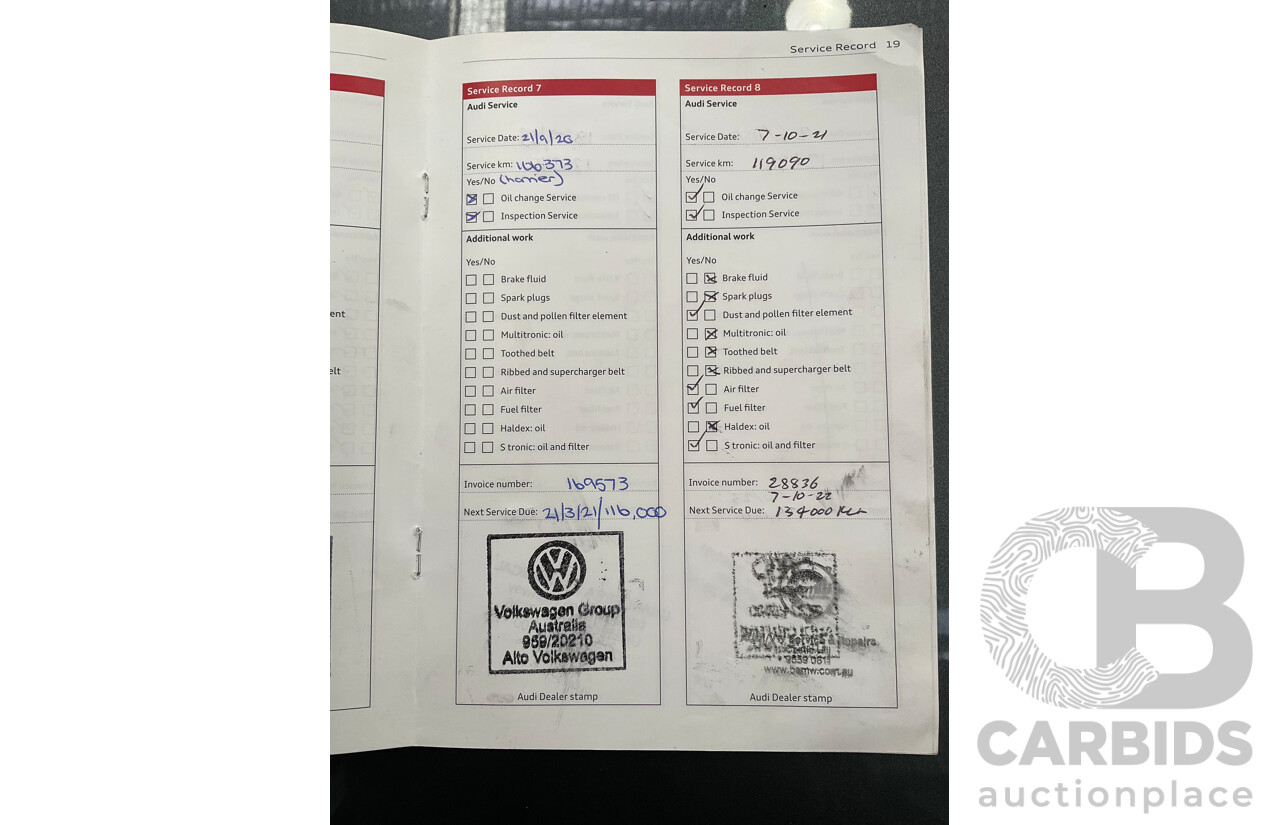 Service Record 19
ent
elt
Service Record 7
Audi Service
Service Date: 21/9/20
Service km: 106373
Yes/No (harrier)
Oil change Service
Inspection Service
Additional work
Yes/No
Brake fluid
Spark plugs
Dust and pollen filter element
Multitronic: oil
Toothed belt
Ribbed and supercharger belt
Air filter
Fuel filter
Haldex: oil
S tronic: oil and filter
Invoice number: 169573
Next Service Due: 21/3/21/116,000
Volkswagen Group
Australia
959/20210
Alto Volkswagen
Audi Dealer stamp
Service Record 8
Audi Service
Service Date: 7-10-21
Service km: 119090
Yes/No
Oil change Service
Inspection Service
Additional work
Yes/No
Brake fluid
Spark plugs
Dust and pollen filter element
Multitronic: oil
Toothed belt
Ribbed and supercharger belt
Air filter
Fuel filter
Haldex: oil
S tronic: oil and filter
Invoice number: 28836
7-10-22
Next Service Due: 134000 Km
Service & Repairs
Audi Dealer stamp
CB
CARBIDS
auctionplace